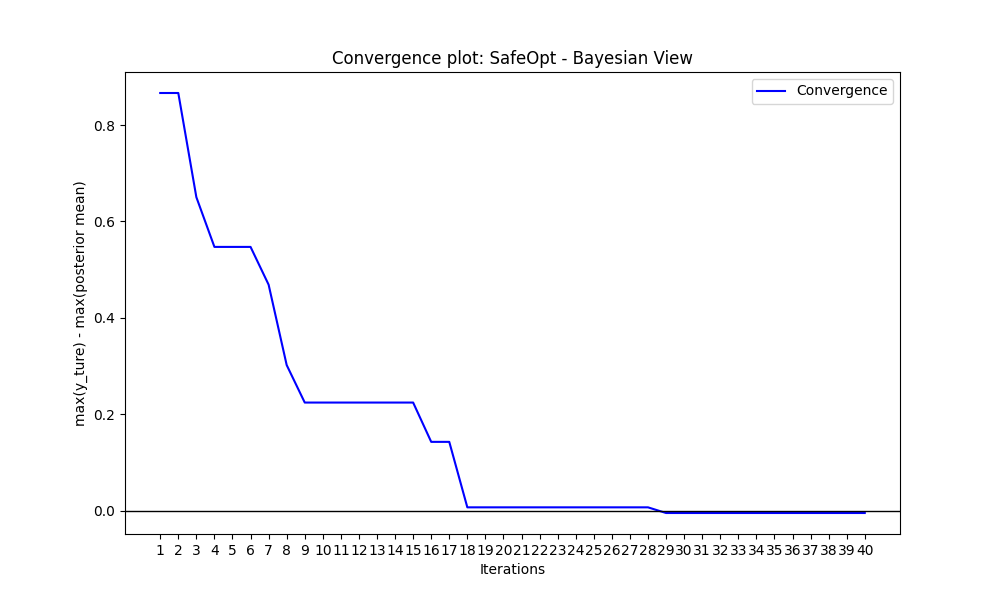 Convergence plot: SafeOpt - Bayesian View
Convergence
max(y_ture) - max(posterior mean)
0.8
0.6
0.4
0.2
0.0
1 2 3 4 5 6 7 8 9 10 11 12 13 14 15 16 17 18 19 20 21 22 23 24 25 26 27 28 29 30 31 32 33 34 35 36 37 38 39 40
Iterations